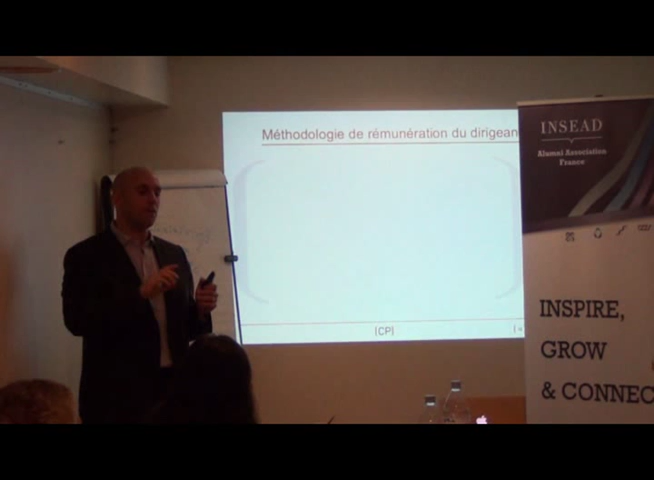 Méthodologie de rémunération du dirigean
|CP|
INSEAD
Alumni Association
France
INSPIRE,
GROW
& CONNEC